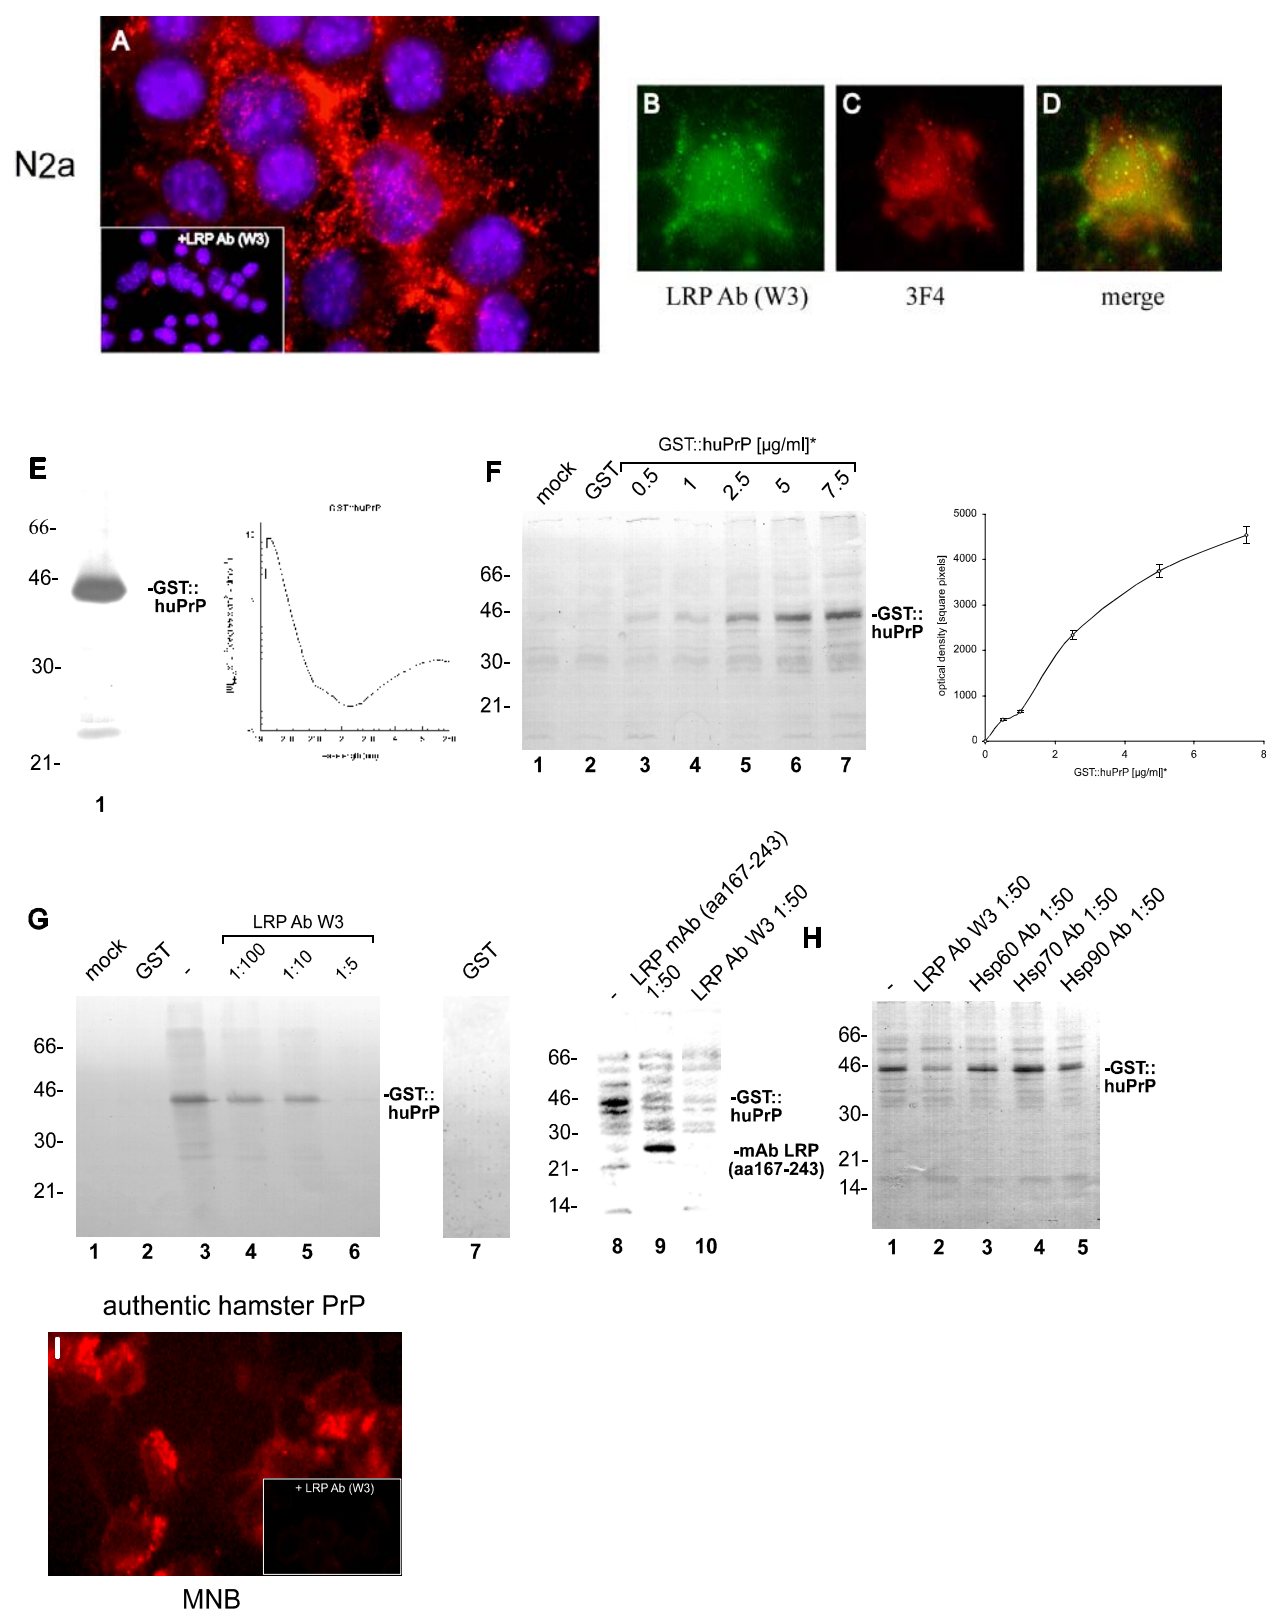 A
N2a
+LRP Ab (W3)
B
C
D
LRP Ab (W3)
3F4
merge
E
66-
46-
30-
21-
-GST::
huPrP
1
GST::huPrP
F
GST::huPrP [µg/ml]*
mock
GST
0.5
1
2.5
5
7.5
66-
46-
30-
21-
-GST::
huPrP
1 2 3 4 5 6 7
optical density [square pixels]
5000
4000
3000
2000
1000
0
0 2 4 6 8
GST::huPrP [µg/ml]*
G
LRP Ab W3
mock
GST
-
1:100
1:10
1:5
66-
46-
30-
21-
-GST::
huPrP
1 2 3 4 5 6
GST
7
-
LRP mAb (aa167-243)
1:50
LRP Ab W3 1:50
66-
46-
30-
21-
14-
-GST::
huPrP
-mAb LRP
(aa167-243)
8 9 10
H
-
LRP Ab W3 1:50
Hsp60 Ab 1:50
Hsp70 Ab 1:50
Hsp90 Ab 1:50
66-
46-
30-
21-
14-
-GST::
huPrP
1 2 3 4 5
authentic hamster PrP
I
+ LRP Ab (W3)
MNB